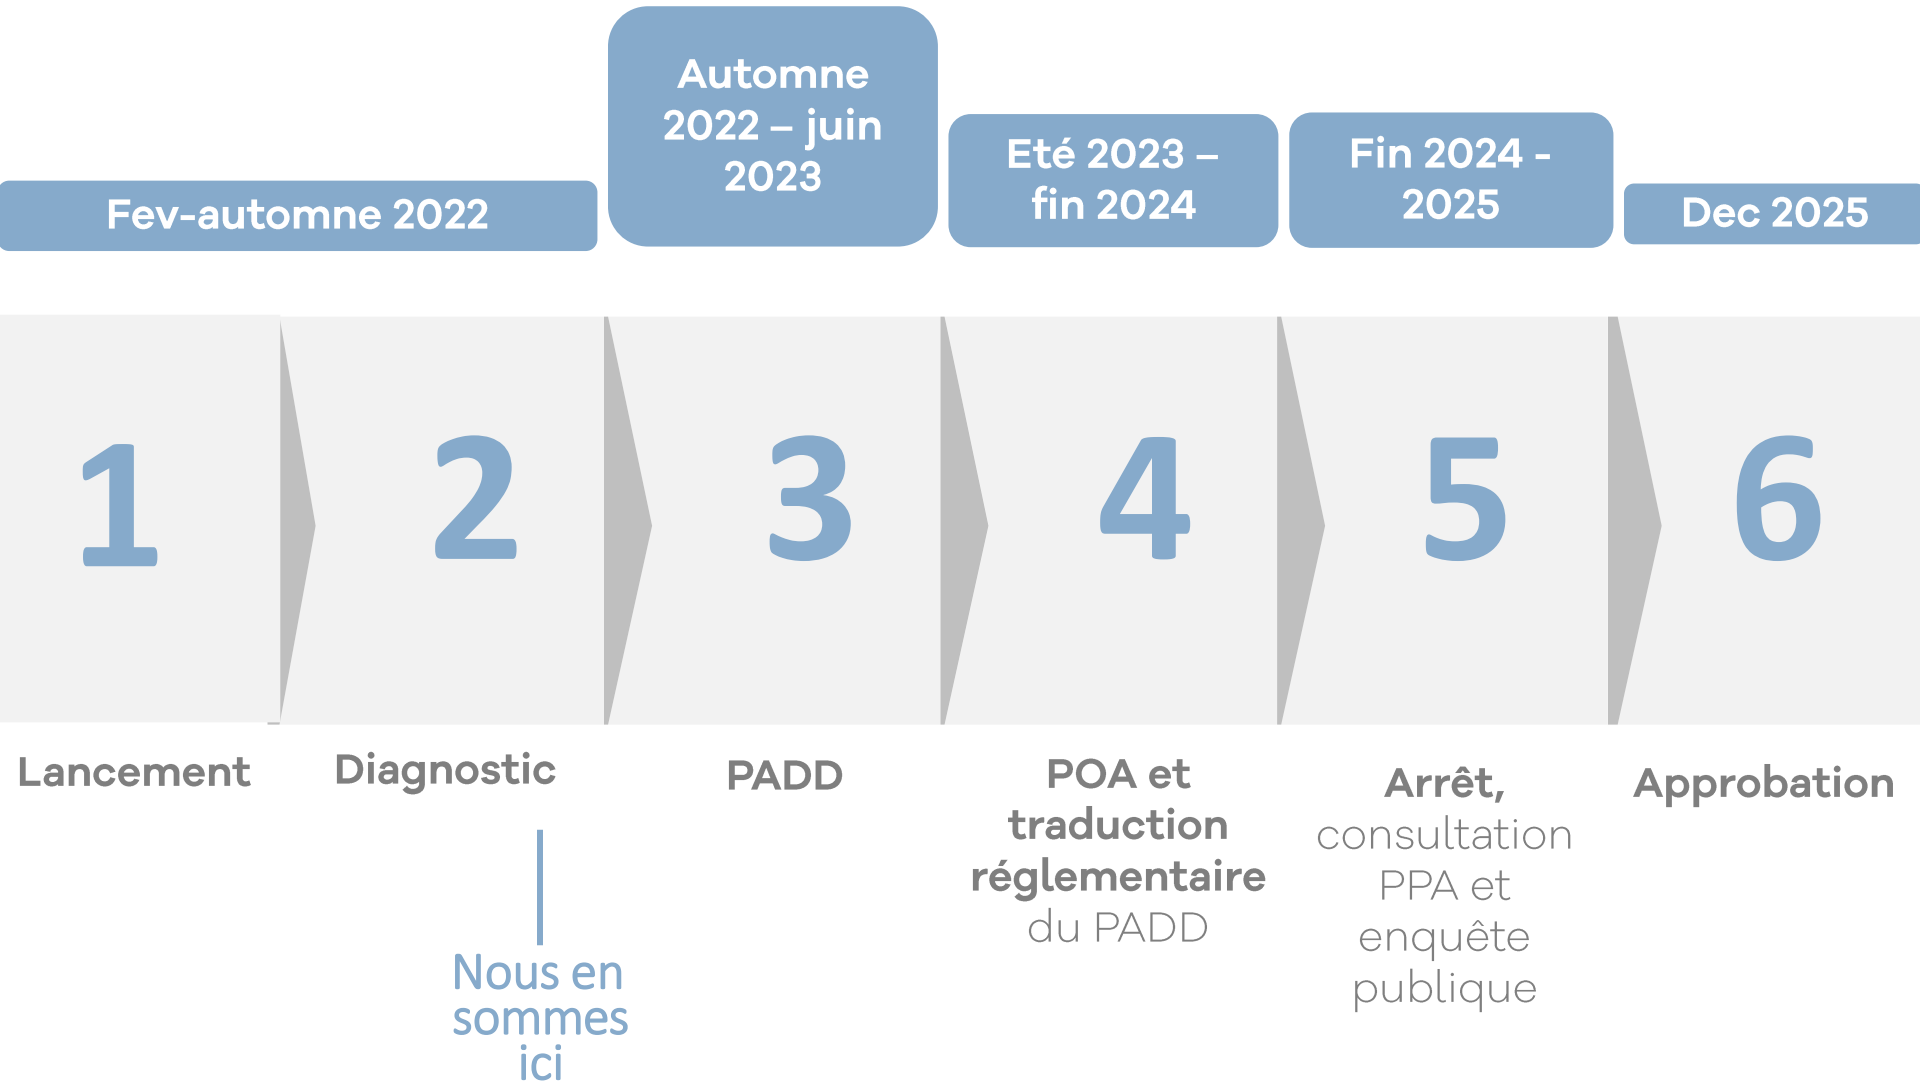 Fev-automne 2022
Automne
2022 – juin
2023
Eté 2023 –
fin 2024
Fin 2024 -
2025
Dec 2025
1
2
3
4
5
6
Lancement
Diagnostic
PADD
POA et
traduction
réglementaire
du PADD
Arrêt,
consultation
PPA et
enquête
publique
Approbation
Nous en
sommes
ici